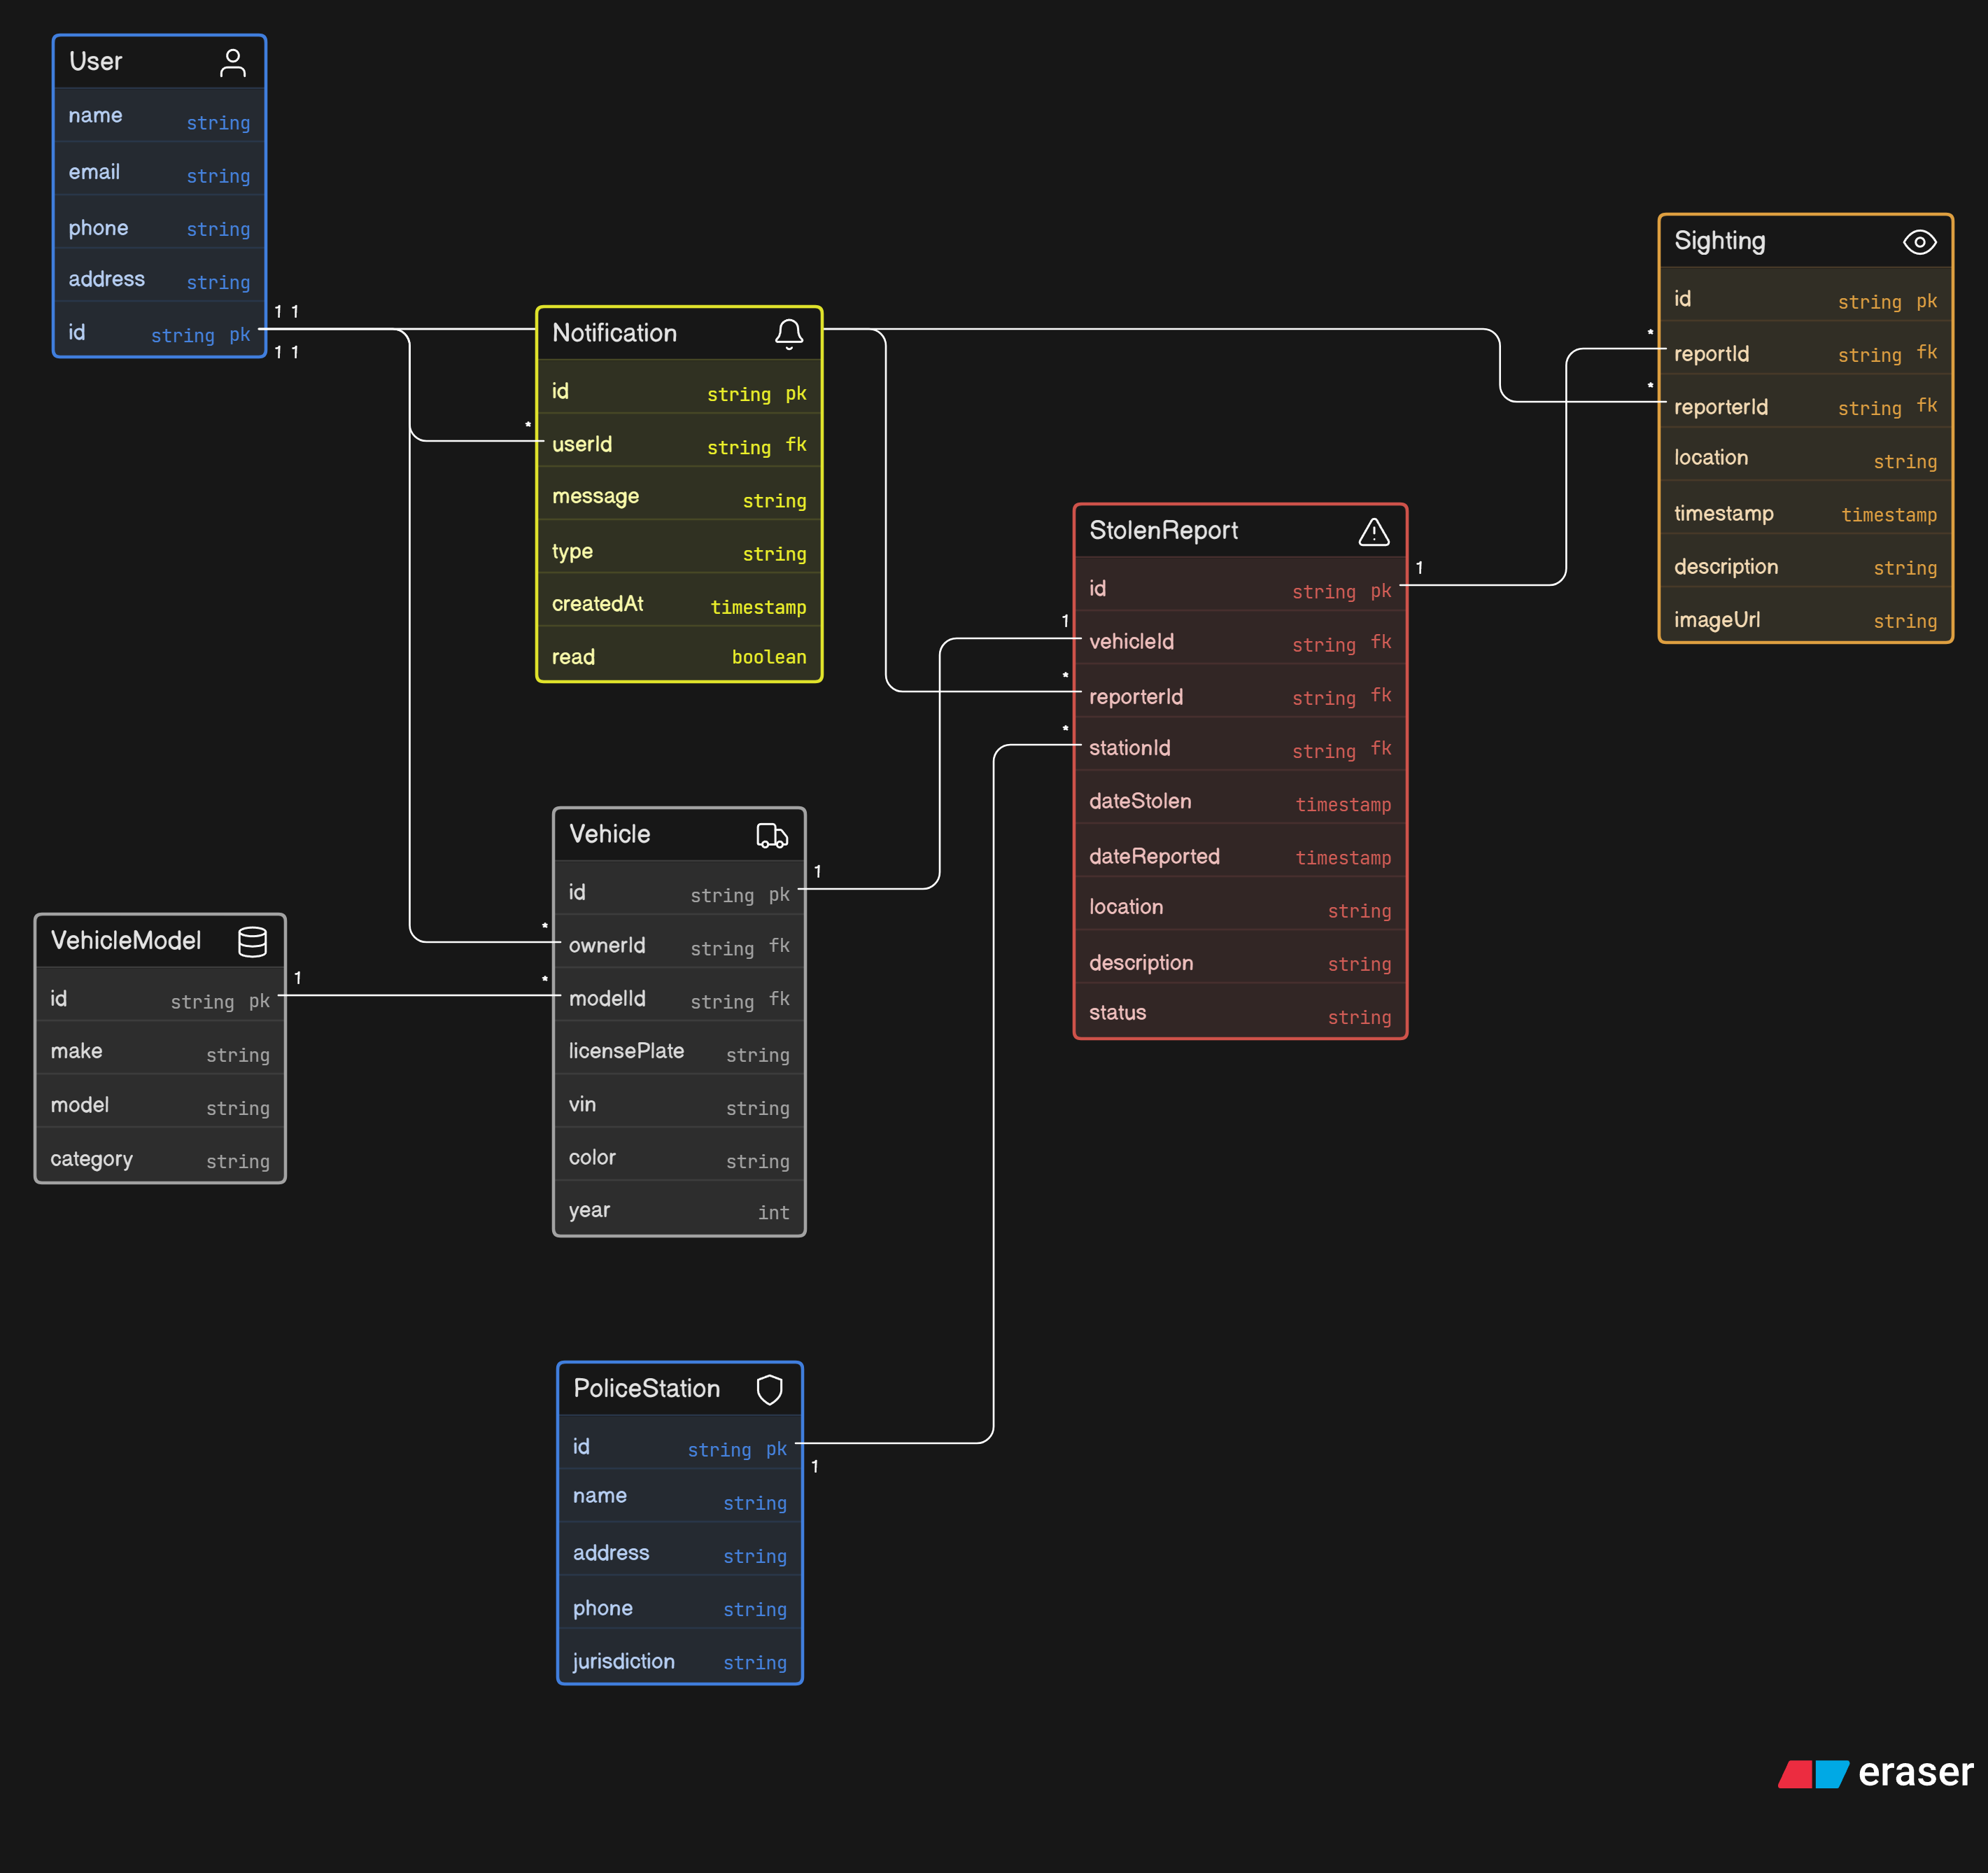 User
name string
email string
phone string
address string
id string pk
1 1
1 1
Notification
id string pk
* userId string fk
message string
type string
createdAt timestamp
read boolean
Sighting
id string pk
* reportId string fk
* reporterId string fk
location string
timestamp timestamp
description string
imageUrl string
StolenReport
id string pk 1
1 vehicleId string fk
* reporterId string fk
* stationId string fk
dateStolen timestamp
dateReported timestamp
location string
description string
status string
Vehicle
id string pk 1
* ownerId string fk
* modelId string fk
licensePlate string
vin string
color string
year int
VehicleModel
id string pk 1
make string
model string
category string
PoliceStation
id string pk
1
name string
address string
phone string
jurisdiction string
eraser